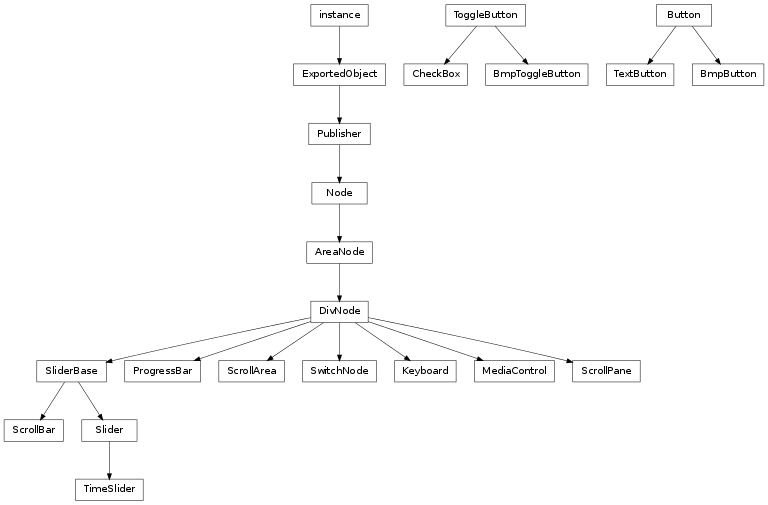 instance
ToggleButton
Button
ExportedObject
CheckBox
BmpToggleButton
TextButton
BmpButton
Publisher
Node
AreaNode
DivNode
SliderBase
ProgressBar
ScrollArea
SwitchNode
Keyboard
MediaControl
ScrollPane
ScrollBar
Slider
TimeSlider